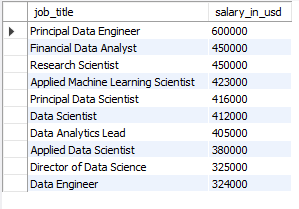 job_title salary_in_usd
Principal Data Engineer 600000
Financial Data Analyst 450000
Research Scientist 450000
Applied Machine Learning Scientist 423000
Principal Data Scientist 416000
Data Scientist 412000
Data Analytics Lead 405000
Applied Data Scientist 380000
Director of Data Science 325000
Data Engineer 324000